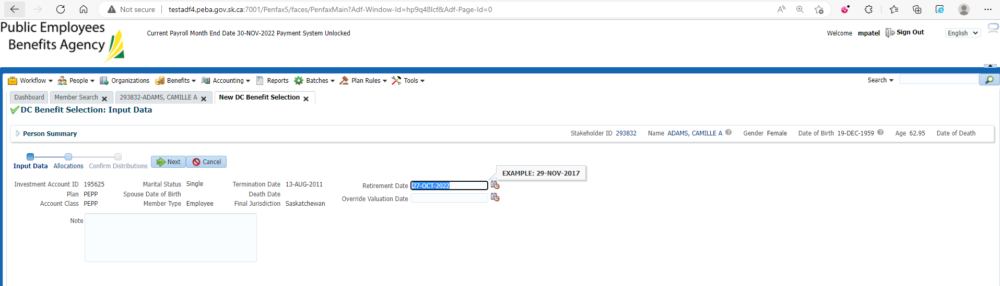 Not secure | testadf4.peba.gov.sk.ca:7001/Penfax5/faces/PenfaxMain?Adf-Window-Id=hp9q48lcf&Adf-Page-Id=0
Public Employees
Benefits Agency
Current Payroll Month End Date 30-NOV-2022 Payment System Unlocked
Welcome mpatel Sign Out English
Workflow People Organizations Benefits Accounting Reports Batches Plan Rules Tools Search
Dashboard Member Search 293832-ADAMS, CAMILLE A New DC Benefit Selection
DC Benefit Selection: Input Data
Person Summary Stakeholder ID 293832 Name ADAMS, CAMILLE A Gender Female Date of Birth 19-DEC-1959 Age 62.95 Date of Death
Input Data Allocations Confirm Distributions Next Cancel
EXAMPLE: 29-NOV-2017
Investment Account ID 195625 Marital Status Single Termination Date 13-AUG-2011 Retirement Date 27-OCT-2022
Plan PEPP Spouse Date of Birth Death Date Override Valuation Date
Account Class PEPP Member Type Employee Final Jurisdiction Saskatchewan
Note